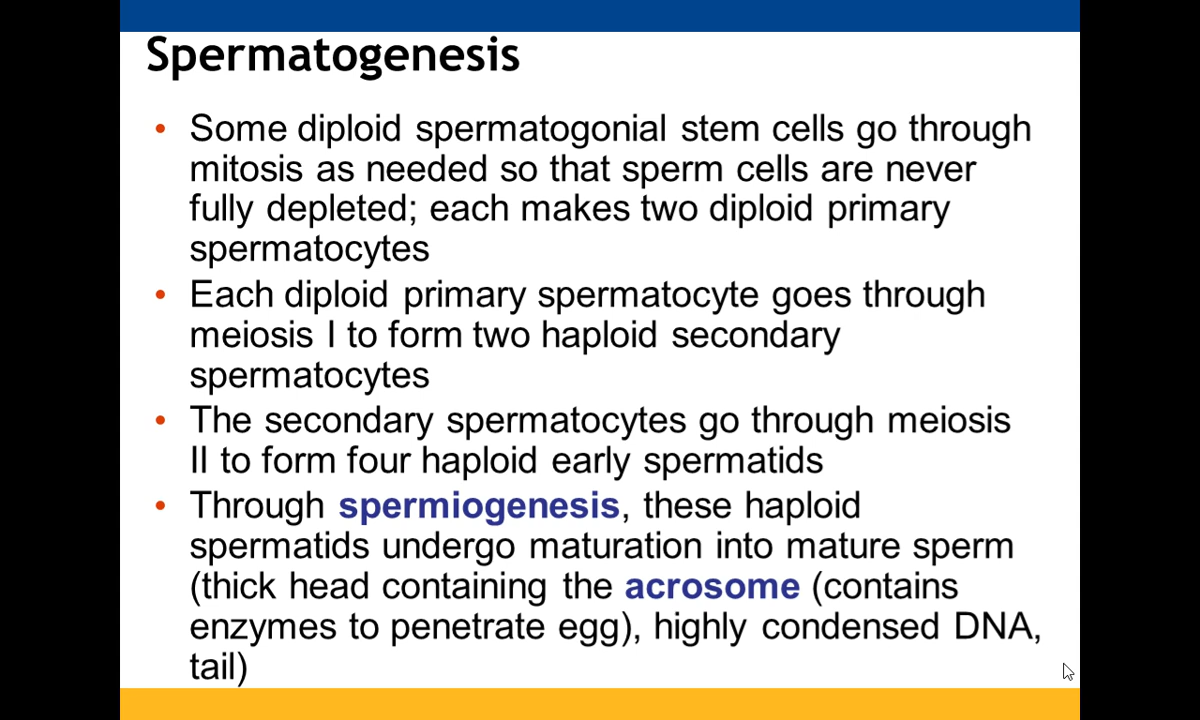 Spermatogenesis
• Some diploid spermatogonial stem cells go through
mitosis as needed so that sperm cells are never
fully depleted; each makes two diploid primary
spermatocytes
• Each diploid primary spermatocyte goes through
meiosis I to form two haploid secondary
spermatocytes
• The secondary spermatocytes go through meiosis
II to form four haploid early spermatids
• Through spermiogenesis, these haploid
spermatids undergo maturation into mature sperm
(thick head containing the acrosome (contains
enzymes to penetrate egg), highly condensed DNA,
tail)